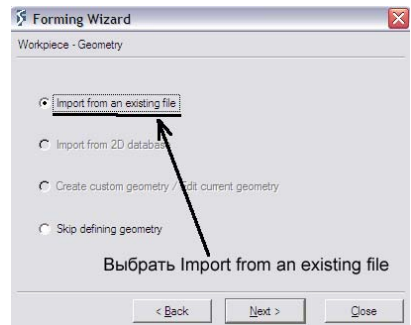 Forming Wizard
Workpiece - Geometry
Import from an existing file
Import from 2D database
Create custom geometry / Edit current geometry
Skip defining geometry
Выбрать Import from an existing file
< Back
Next >
Close